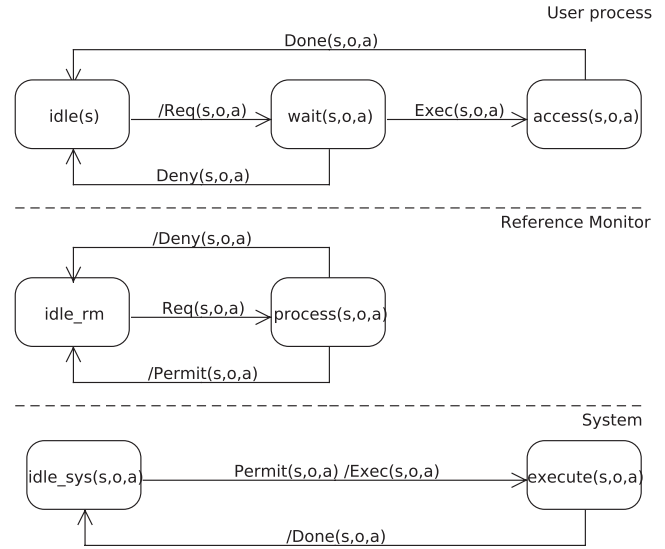 User process
Done(s,o,a)
idle(s)
/Req(s,o,a)
wait(s,o,a)
Exec(s,o,a)
access(s,o,a)
Deny(s,o,a)
Reference Monitor
/Deny(s,o,a)
idle_rm
Req(s,o,a)
process(s,o,a)
/Permit(s,o,a)
System
idle_sys(s,o,a)
Permit(s,o,a) /Exec(s,o,a)
execute(s,o,a)
/Done(s,o,a)